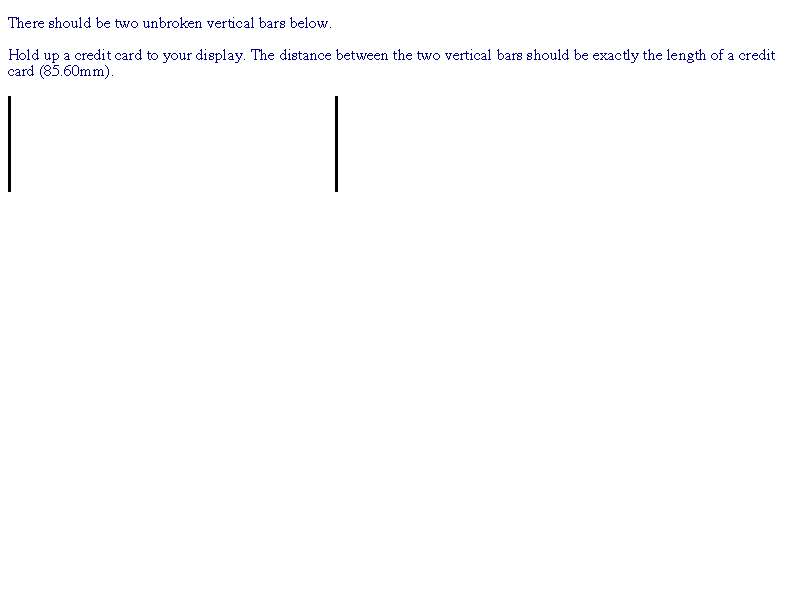 There should be two unbroken vertical bars below.
Hold up a credit card to your display. The distance between the two vertical bars should be exactly the length of a credit
card (85.60mm).